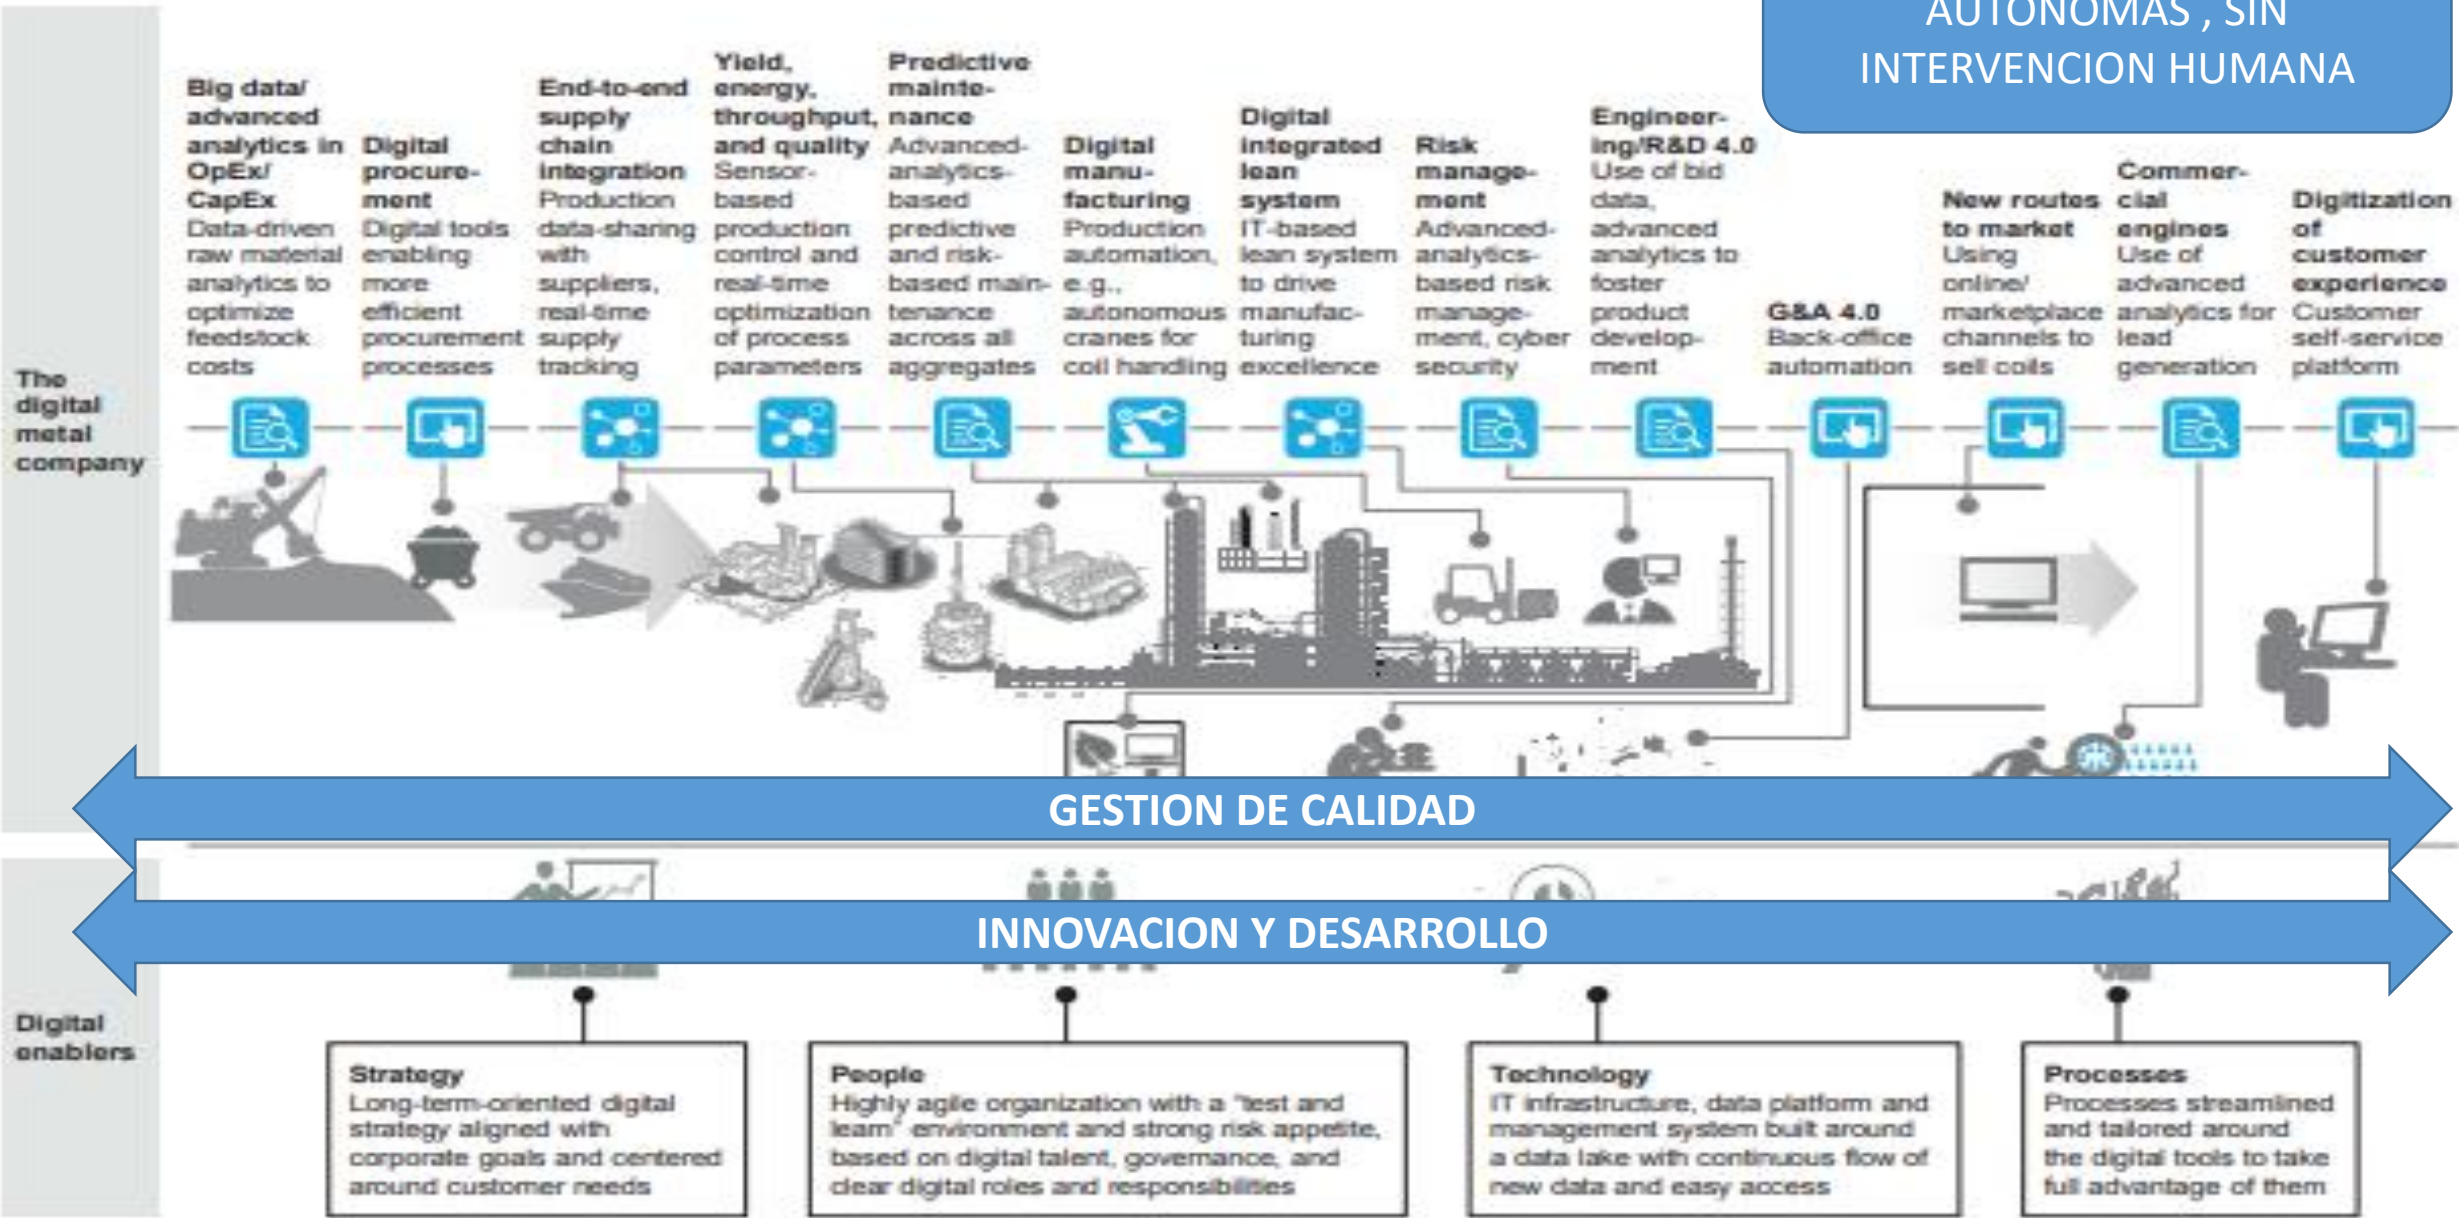 AUTONOMAS , SIN
INTERVENCION HUMANA
The
digital
metal
company
Big data/
advanced
analytics in
OpEx/
CapEx
Data-driven
raw material
analytics to
optimize
feedstock
costs
Digital
procure-
ment
Digital tools
enabling
more
efficient
procurement
processes
End-to-end
supply
chain
integration
Production
data-sharing
with
suppliers,
real-time
supply
tracking
Yield,
energy,
throughput,
and quality
Sensor-
based
production
control and
real-time
optimization
of process
parameters
Predictive
mainte-
nance
Advanced-
analytics-
based
predictive
and risk-
based main-
tenance
across all
aggregates
Digital
manu-
facturing
Production
automation,
e.g.,
autonomous
cranes for
coil handling
Digital
integrated
lean
system
IT-based
lean system
to drive
manufac-
turing
excellence
Risk
manage-
ment
Advanced-
analytics-
based risk
manage-
ment, cyber
security
Engineer-
ing/R&D 4.0
Use of bid
data,
advanced
analytics to
foster
product
develop-
ment
G&A 4.0
Back-office
automation
New routes
to market
Using
online/
marketplace
channels to
sell coils
Commer-
cial
engines
Use of
advanced
analytics for
lead
generation
Digitization
of
customer
experience
Customer
self-service
platform
GESTION DE CALIDAD
INNOVACION Y DESARROLLO
Digital
enablers
Strategy
Long-term-oriented digital
strategy aligned with
corporate goals and centered
around customer needs
People
Highly agile organization with a "test and
learn" environment and strong risk appetite,
based on digital talent, governance, and
clear digital roles and responsibilities
Technology
IT infrastructure, data platform and
management system built around
a data lake with continuous flow of
new data and easy access
Processes
Processes streamlined
and tailored around
the digital tools to take
full advantage of them